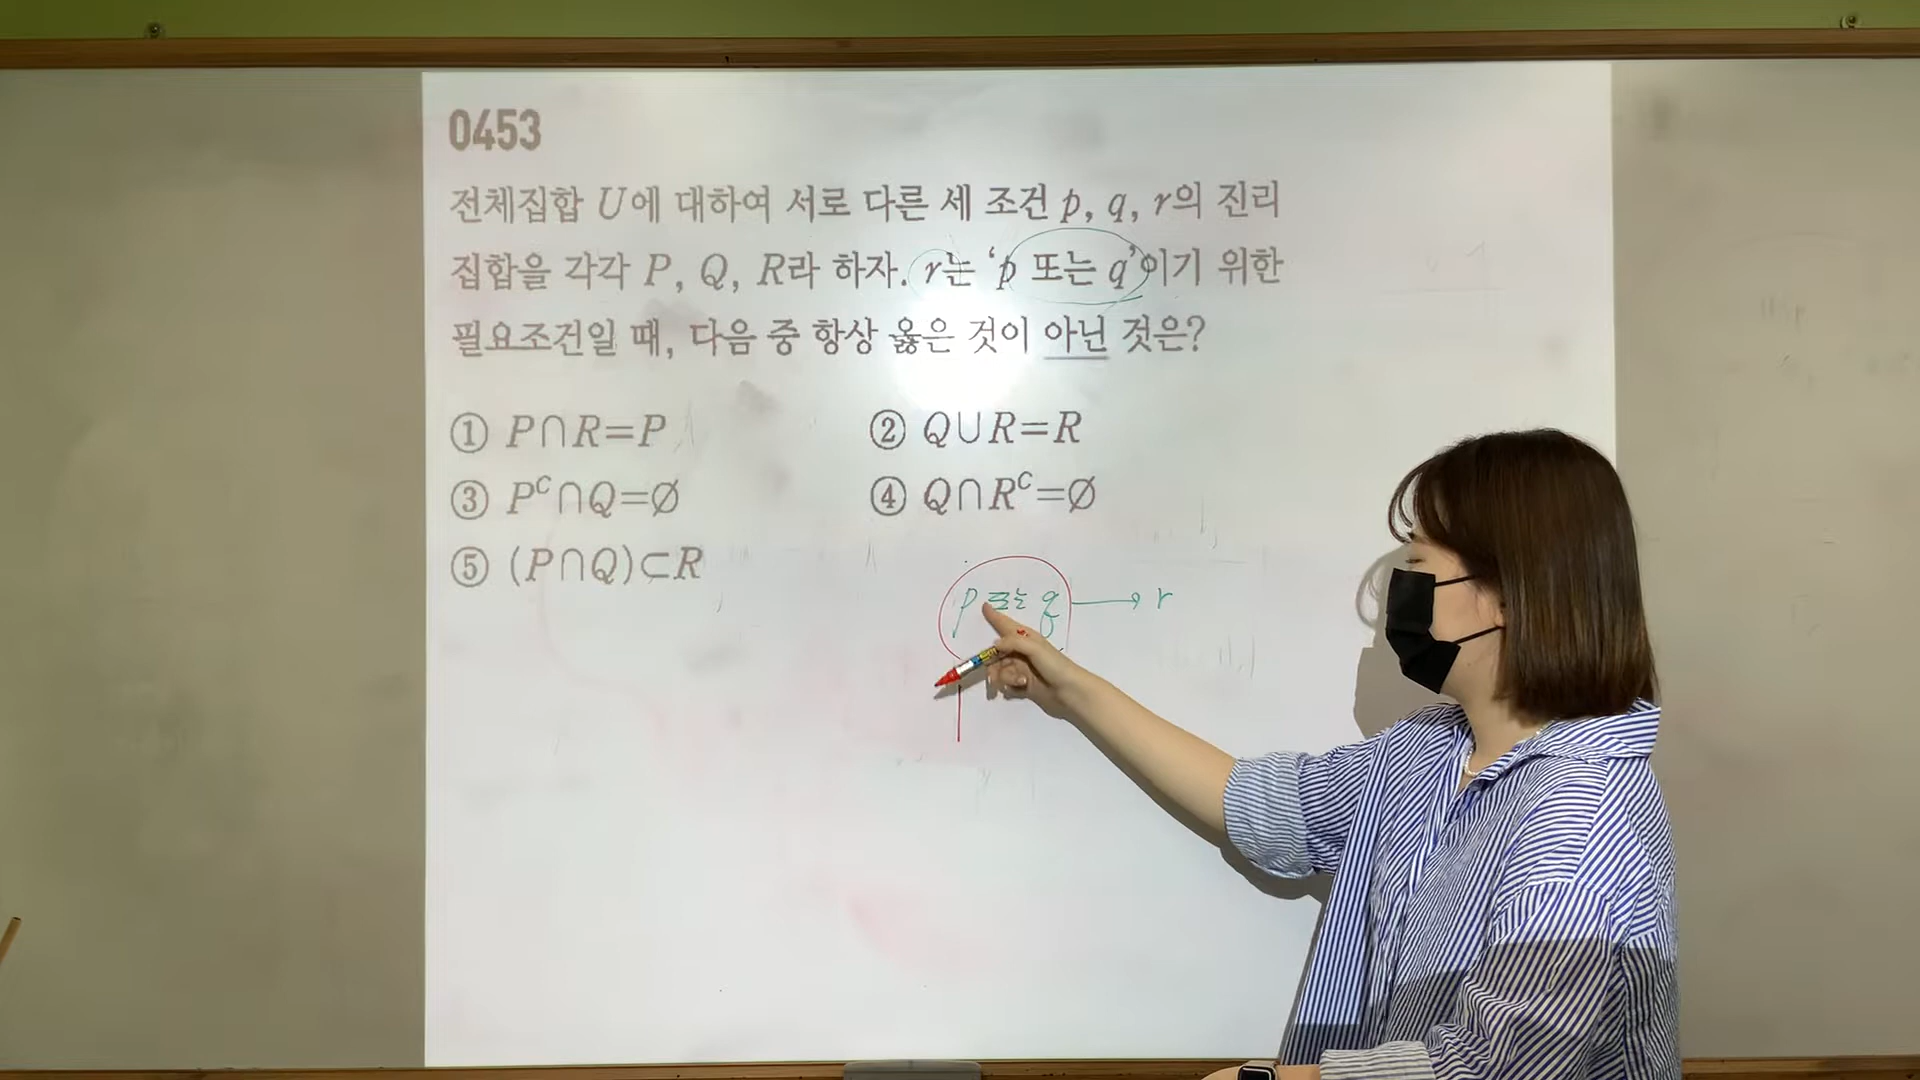 0453
전체집합 U에 대하여 서로 다른 세 조건 p, q, r의 진리
집합을 각각 P, Q, R라 하자. r는 ‘p 또는 q’이기 위한
필요조건일 때, 다음 중 항상 옳은 것이 아닌 것은?
① P∩R=P ② Q∪R=R
③ Pᶜ∩Q=∅ ④ Q∩Rᶜ=∅
⑤ (P∩Q)⊂R
p 또는 q → r